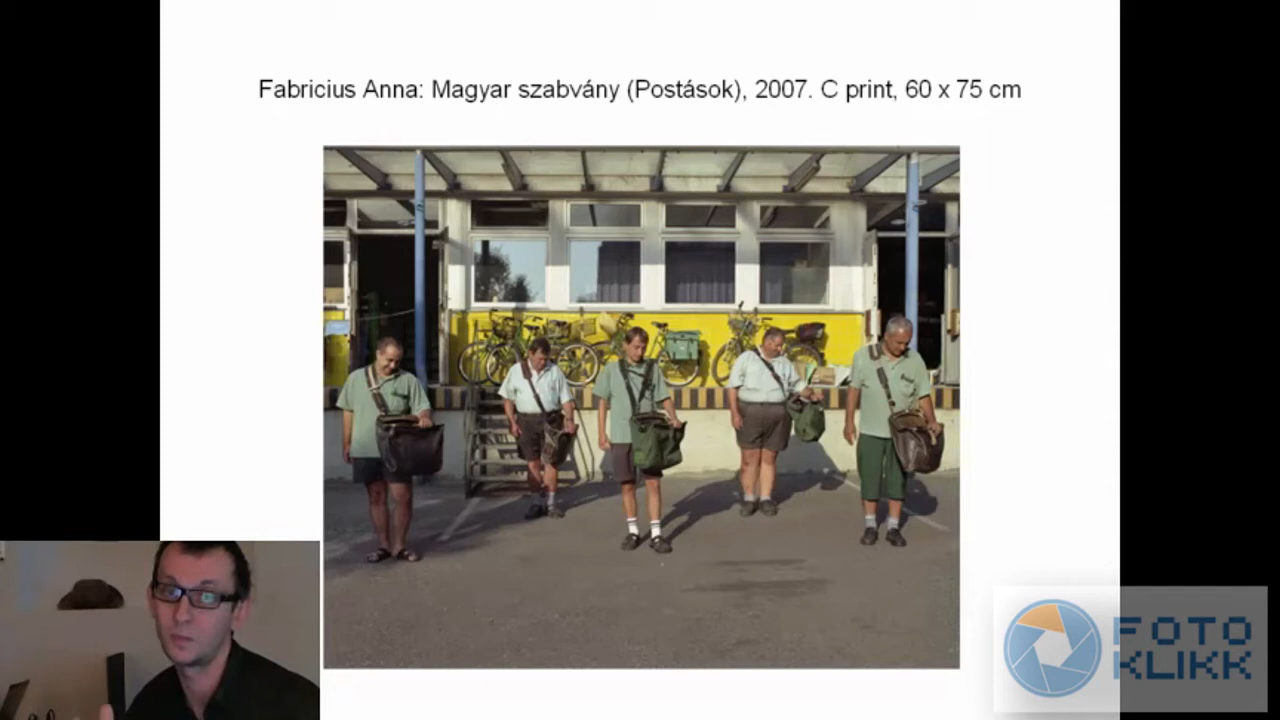 Fabricius Anna: Magyar szabvány (Postások), 2007. C print, 60 x 75 cm
FOTO
KLIKK